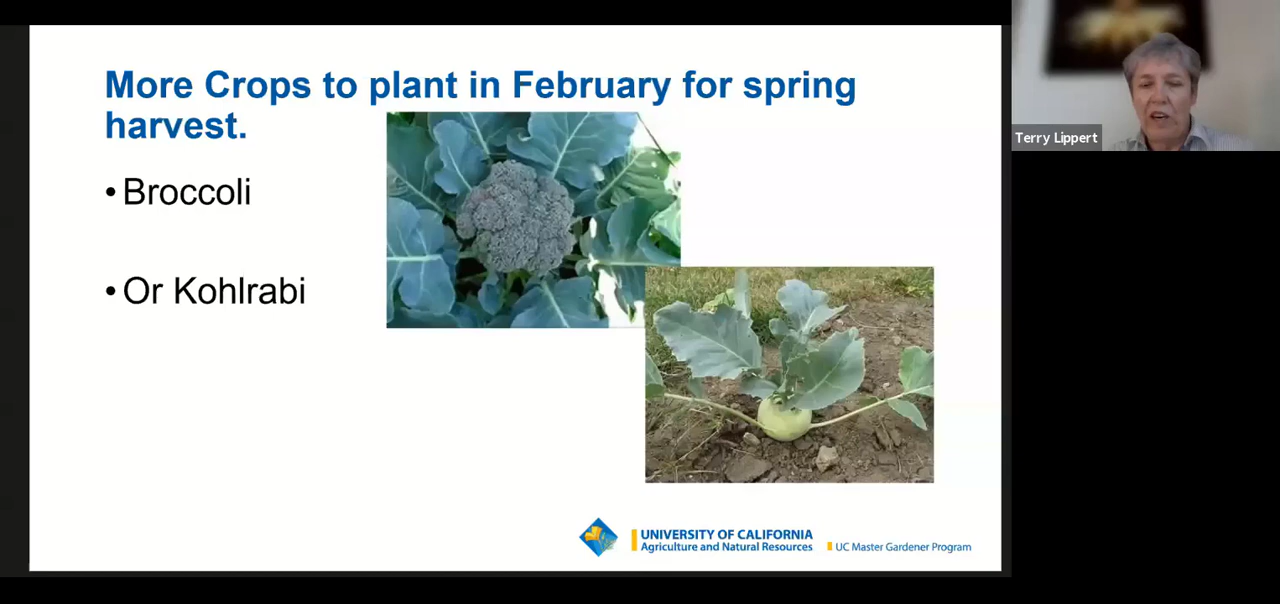 More Crops to plant in February for spring
harvest.
• Broccoli
• Or Kohlrabi
UNIVERSITY OF CALIFORNIA
Agriculture and Natural Resources
UC Master Gardener Program
Terry Lippert